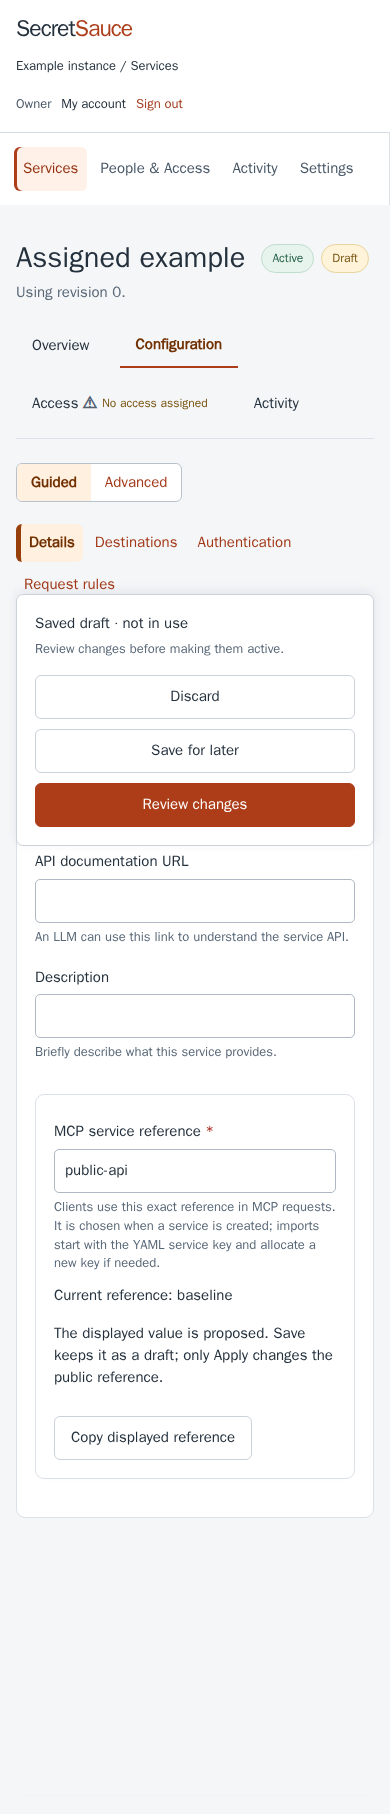 SecretSauce
Example instance / Services
Owner My account Sign out
Services People & Access Activity Settings
Assigned example Active Draft
Using revision 0.
Overview Configuration
Access ⚠ No access assigned Activity
Guided Advanced
Details Destinations Authentication
Request rules
Saved draft · not in use
Review changes before making them active.
Discard
Save for later
Review changes
API documentation URL
An LLM can use this link to understand the service API.
Description
Briefly describe what this service provides.
MCP service reference *
public-api
Clients use this exact reference in MCP requests.
It is chosen when a service is created; imports
start with the YAML service key and allocate a
new key if needed.
Current reference: baseline
The displayed value is proposed. Save
keeps it as a draft; only Apply changes the
public reference.
Copy displayed reference